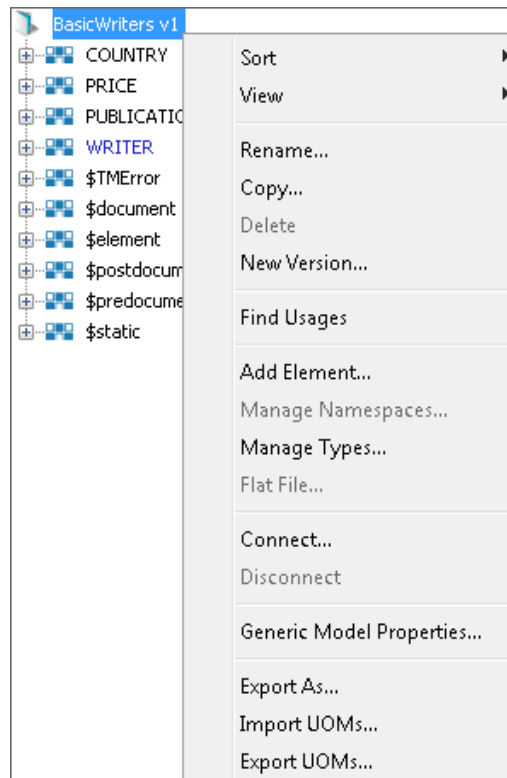 BasicWriters v1
COUNTRY
PRICE
PUBLICATIO
WRITER
$TMError
$document
$element
$postdocum
$predocume
$static
Sort
View
Rename...
Copy...
Delete
New Version...
Find Usages
Add Element...
Manage Namespaces...
Manage Types...
Flat File...
Connect...
Disconnect
Generic Model Properties...
Export As...
Import UOMs...
Export UOMs...